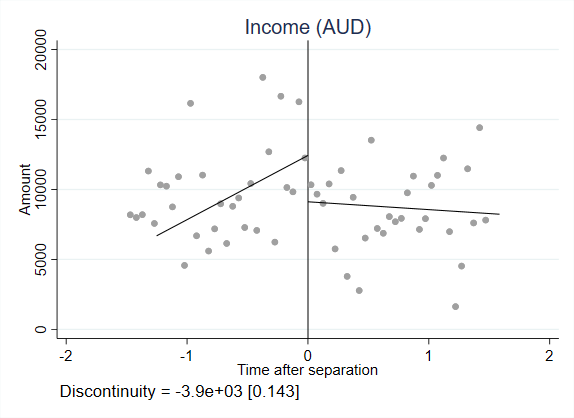 Income (AUD)
20000
15000
10000
5000
0
Amount
-2
-1
0
1
2
Time after separation
Discontinuity = -3.9e+03 [0.143]